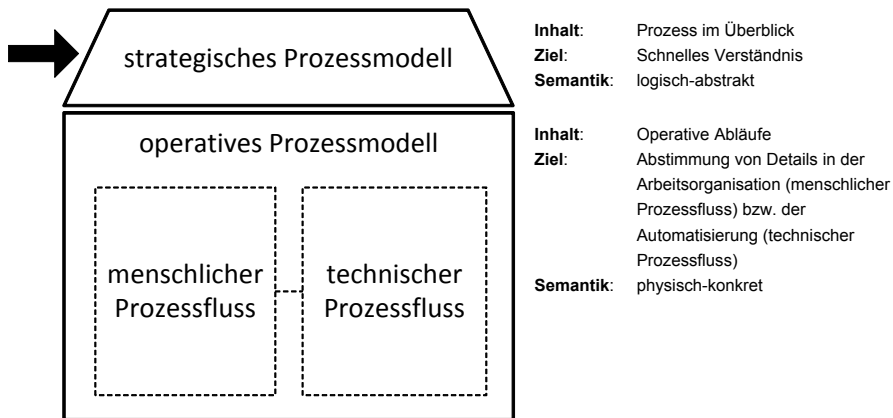 strategisches Prozessmodell
Inhalt: Prozess im Überblick
Ziel: Schnelles Verständnis
Semantik: logisch-abstrakt
operatives Prozessmodell
menschlicher
Prozessfluss
technischer
Prozessfluss
Inhalt: Operative Abläufe
Ziel: Abstimmung von Details in der
Arbeitsorganisation (menschlicher
Prozessfluss) bzw. der
Automatisierung (technischer
Prozessfluss)
Semantik: physisch-konkret